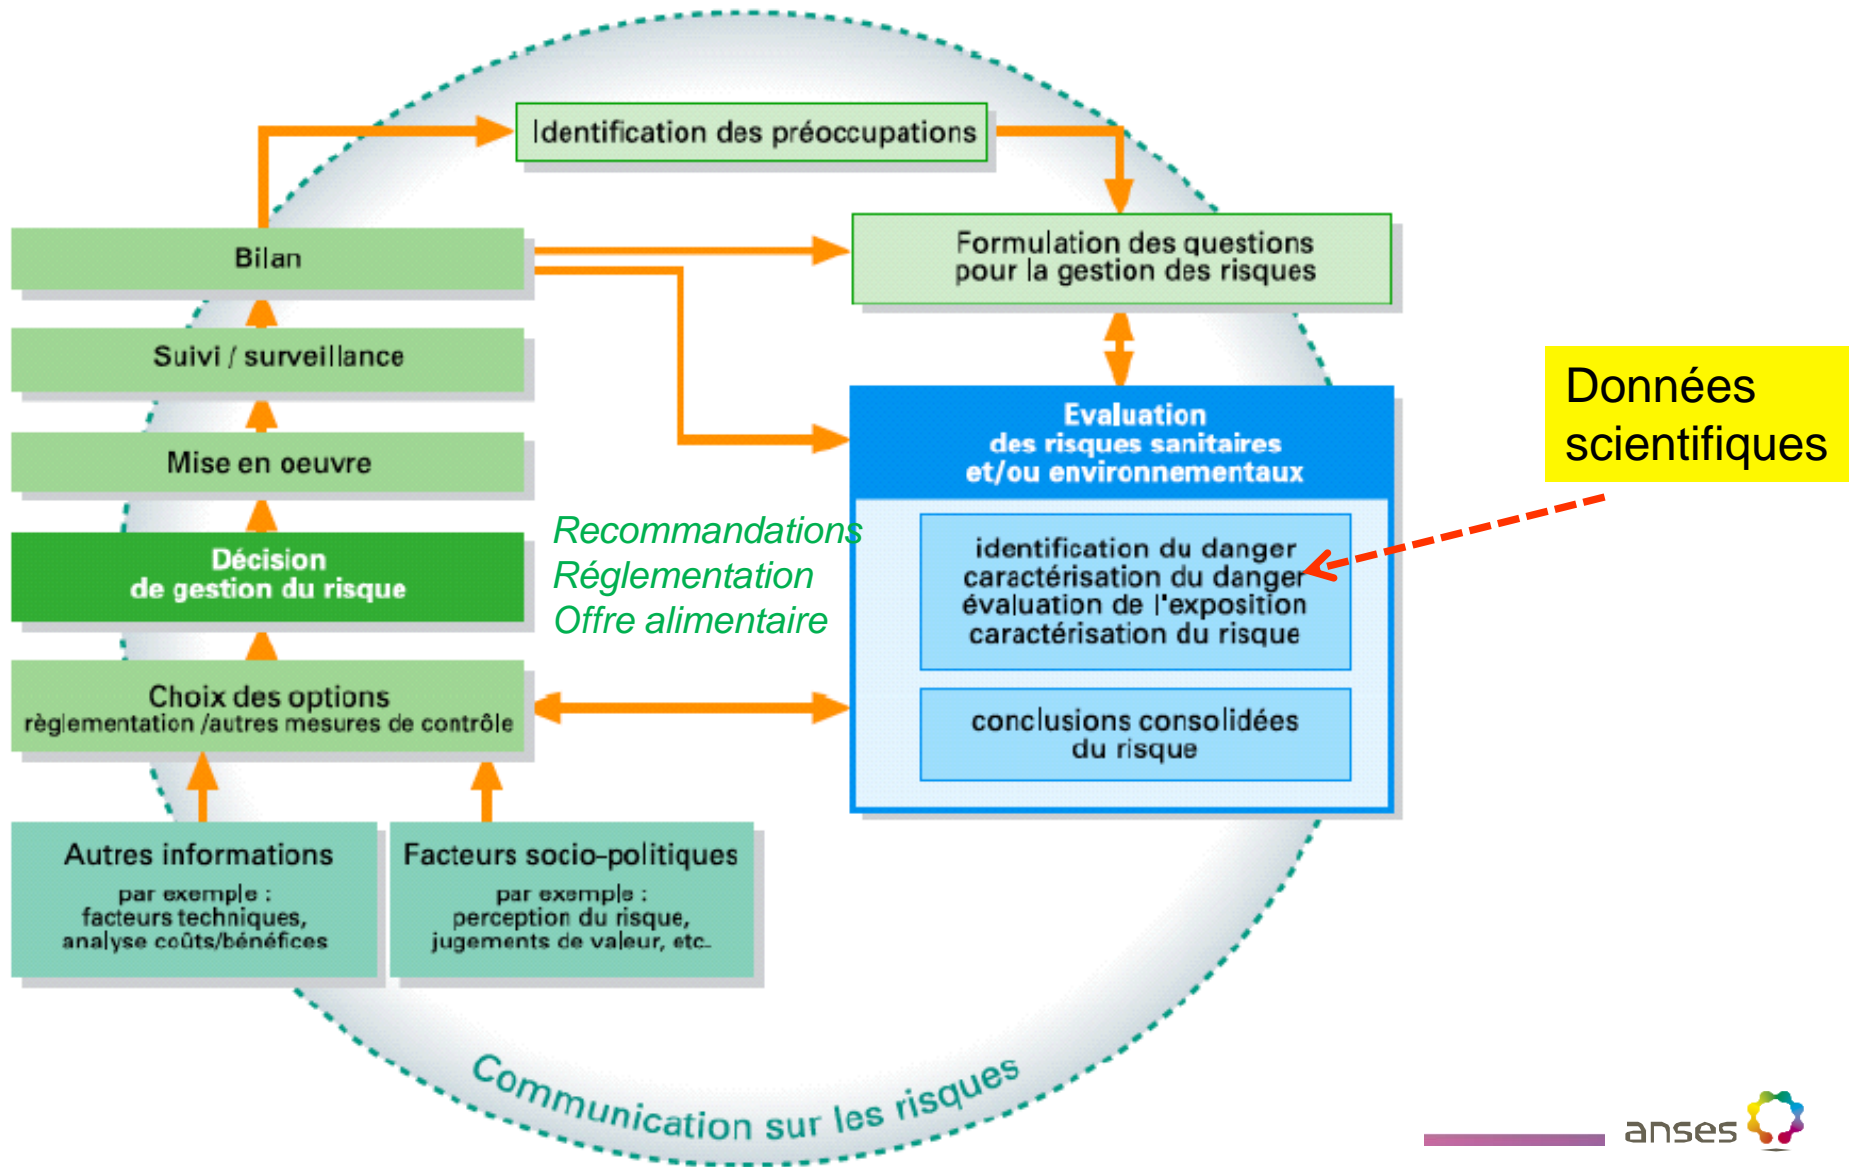 Identification des préoccupations
Bilan
Formulation des questions
pour la gestion des risques
Suivi / surveillance
Mise en oeuvre
Décision
de gestion du risque
Recommandations
Réglementation
Offre alimentaire
Choix des options
règlementation /autres mesures de contrôle
Autres informations
par exemple :
facteurs techniques,
analyse coûts/bénéfices
Facteurs socio-politiques
par exemple :
perception du risque,
jugements de valeur, etc.
Evaluation
des risques sanitaires
et/ou environnementaux
identification du danger
caractérisation du danger
évaluation de l'exposition
caractérisation du risque
conclusions consolidées
du risque
Données
scientifiques
Communication sur les risques
anses